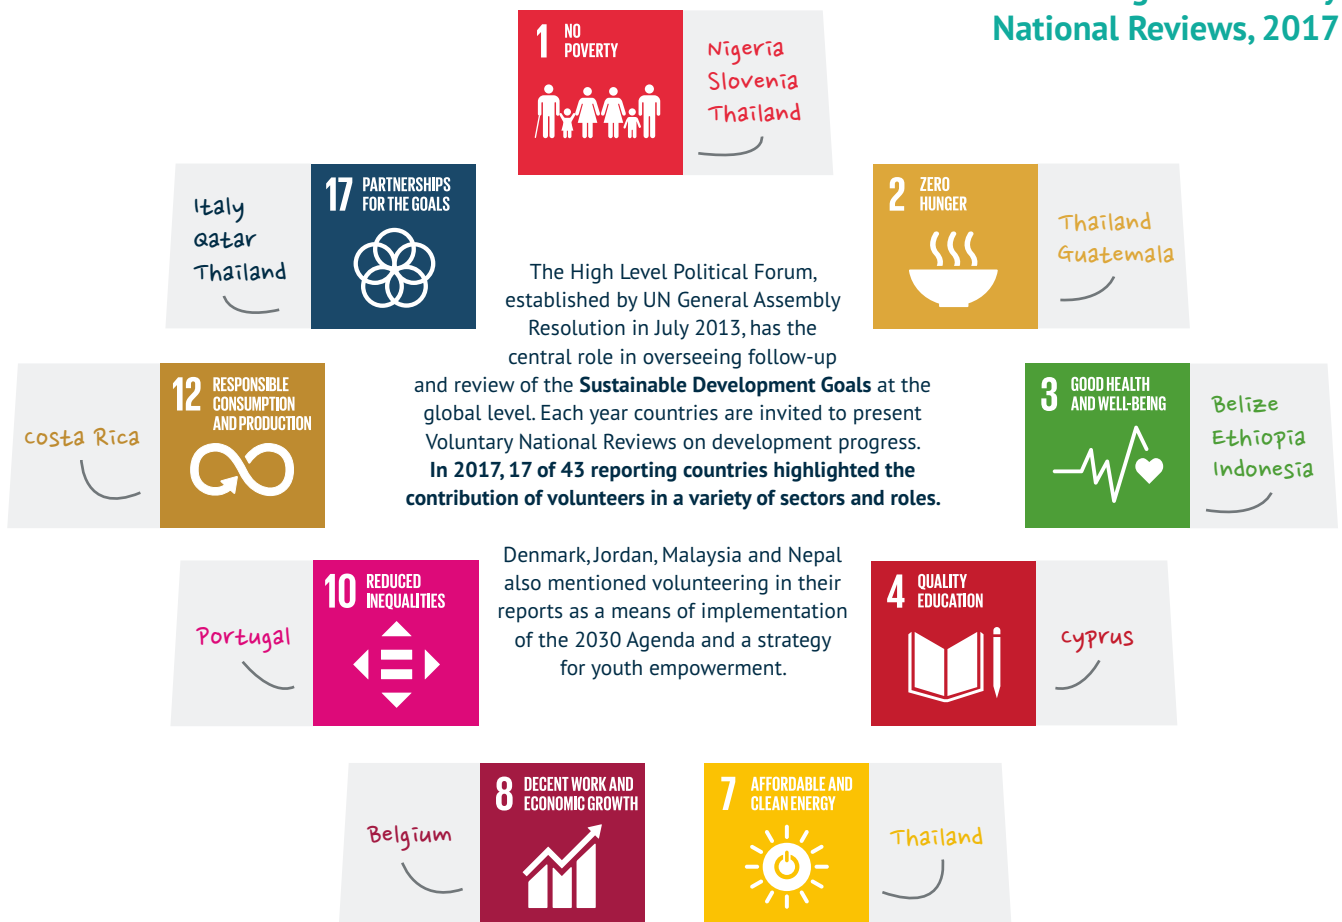 National Reviews, 2017
1 NO
POVERTY
Nigeria
Slovenia
Thailand
17 PARTNERSHIPS
FOR THE GOALS
Italy
Qatar
Thailand
2 ZERO
HUNGER
Thailand
Guatemala
The High Level Political Forum,
established by UN General Assembly
Resolution in July 2013, has the
central role in overseeing follow-up
and review of the Sustainable Development Goals at the
global level. Each year countries are invited to present
Voluntary National Reviews on development progress.
In 2017, 17 of 43 reporting countries highlighted the
contribution of volunteers in a variety of sectors and roles.
12 RESPONSIBLE
CONSUMPTION
AND PRODUCTION
Costa Rica
3 GOOD HEALTH
AND WELL-BEING
Belize
Ethiopia
Indonesia
Denmark, Jordan, Malaysia and Nepal
also mentioned volunteering in their
reports as a means of implementation
of the 2030 Agenda and a strategy
for youth empowerment.
10 REDUCED
INEQUALITIES
Portugal
4 QUALITY
EDUCATION
Cyprus
8 DECENT WORK AND
ECONOMIC GROWTH
Belgium
7 AFFORDABLE AND
CLEAN ENERGY
Thailand